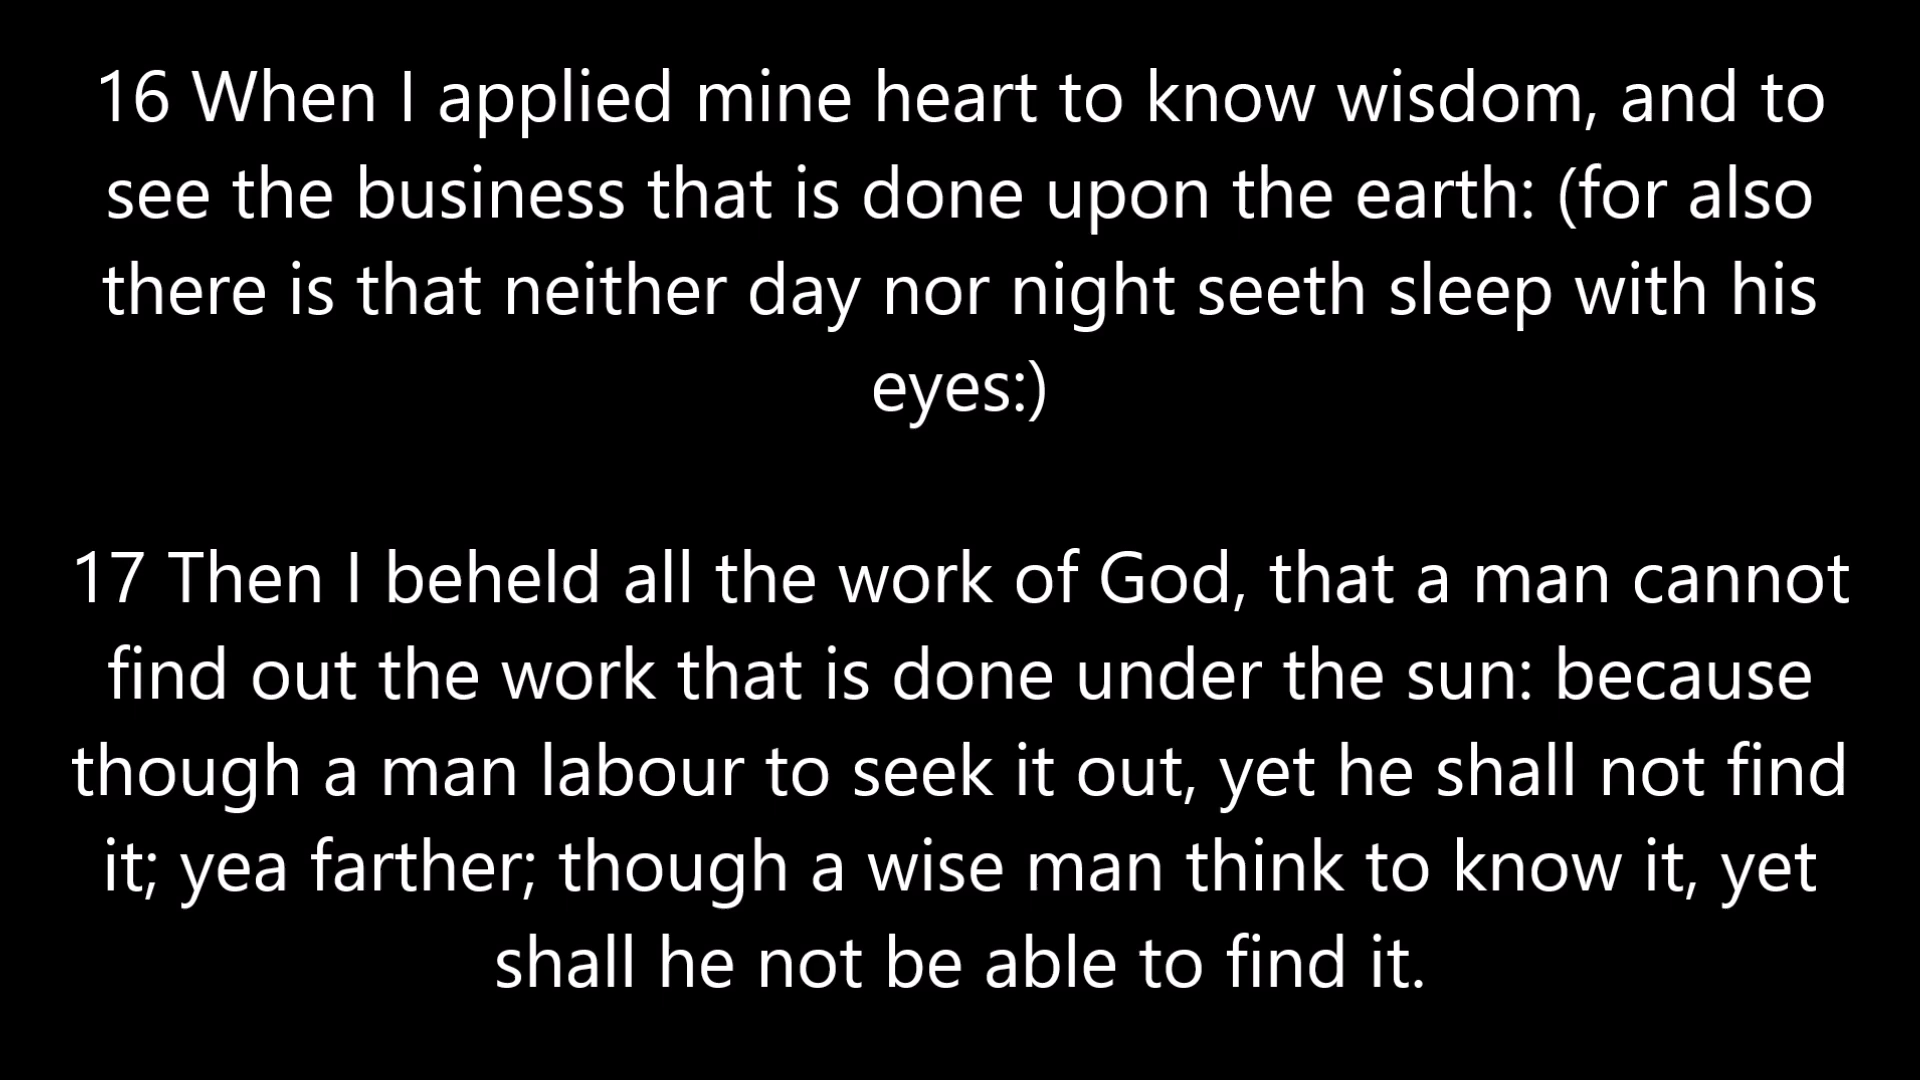 16 When I applied mine heart to know wisdom, and to
see the business that is done upon the earth: (for also
there is that neither day nor night seeth sleep with his
eyes:)
17 Then I beheld all the work of God, that a man cannot
find out the work that is done under the sun: because
though a man labour to seek it out, yet he shall not find
it; yea farther; though a wise man think to know it, yet
shall he not be able to find it.